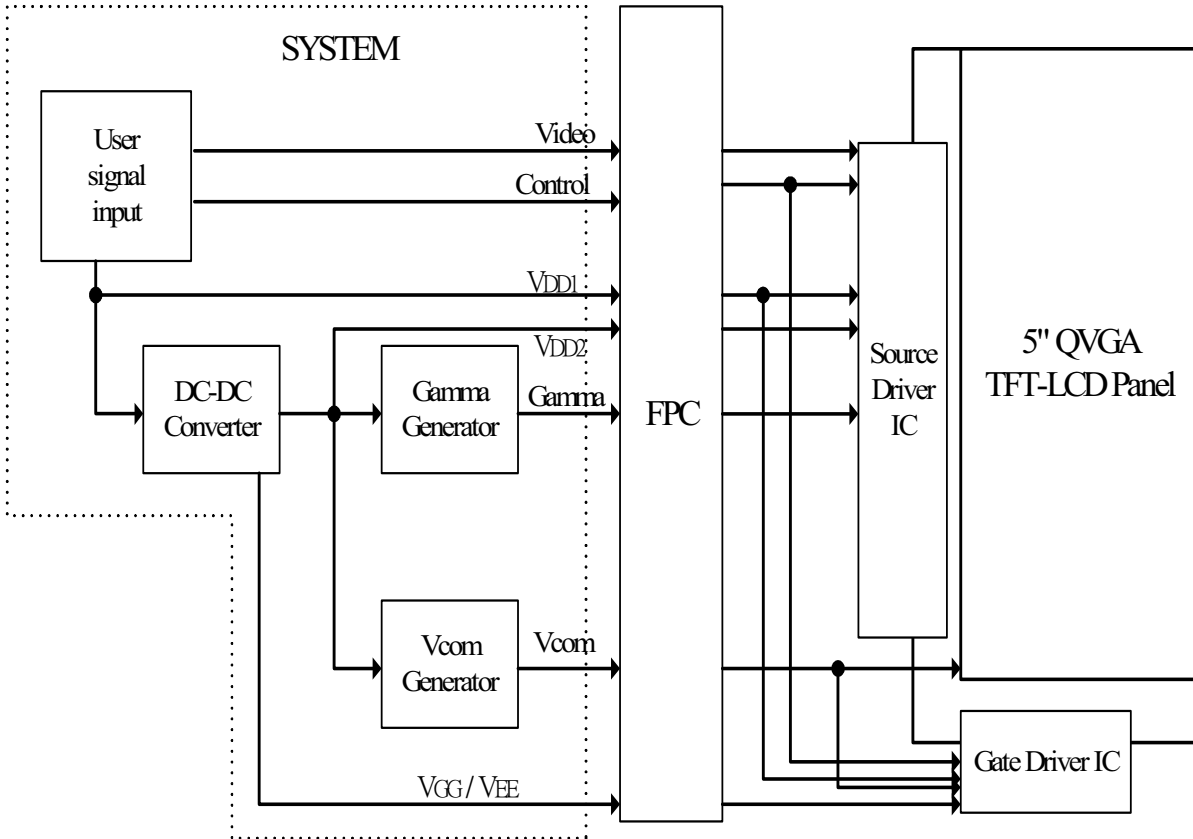 SYSTEM
User
signal
input
Video
Control
VDD1
VDD2
DC-DC
Converter
Gamma
Generator
Gamma
Vcom
Generator
Vcom
VGG / VEE
FPC
Source
Driver
IC
5" QVGA
TFT-LCD Panel
Gate Driver IC